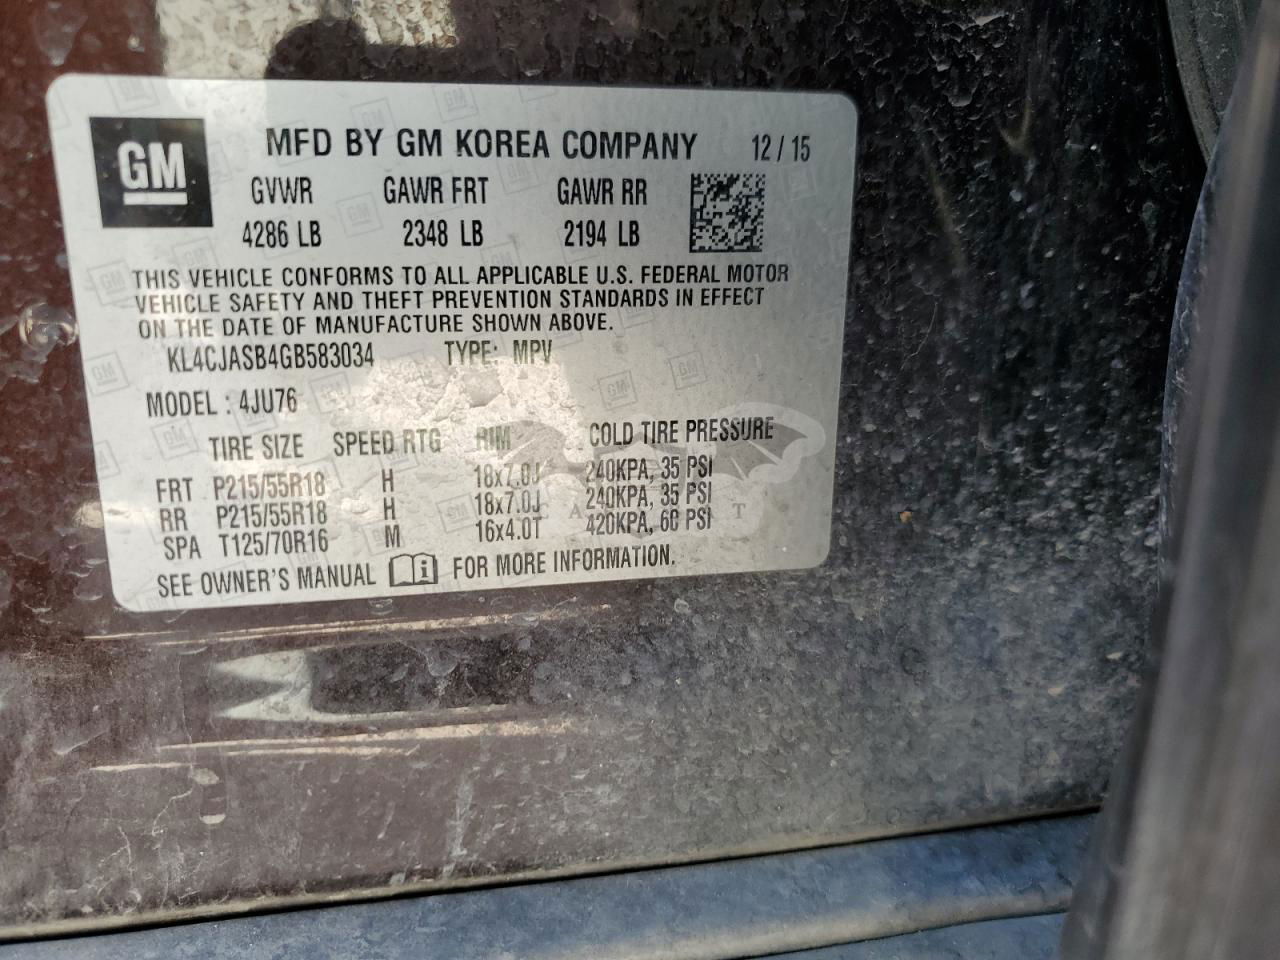 GM MFD BY GM KOREA COMPANY 12 / 15
GVWR GAWR FRT GAWR RR
4286 LB 2348 LB 2194 LB
THIS VEHICLE CONFORMS TO ALL APPLICABLE U.S. FEDERAL MOTOR
VEHICLE SAFETY AND THEFT PREVENTION STANDARDS IN EFFECT
ON THE DATE OF MANUFACTURE SHOWN ABOVE.
KL4CJASB4GB583034 TYPE: MPV
MODEL : 4JU76
TIRE SIZE SPEED RTG RIM COLD TIRE PRESSURE
FRT P215/55R18 H 18x7.0J 240KPA, 35 PSI
RR P215/55R18 H 18x7.0J 240KPA, 35 PSI
SPA T125/70R16 M 16x4.0T 420KPA, 60 PSI
SEE OWNER'S MANUAL FOR MORE INFORMATION.